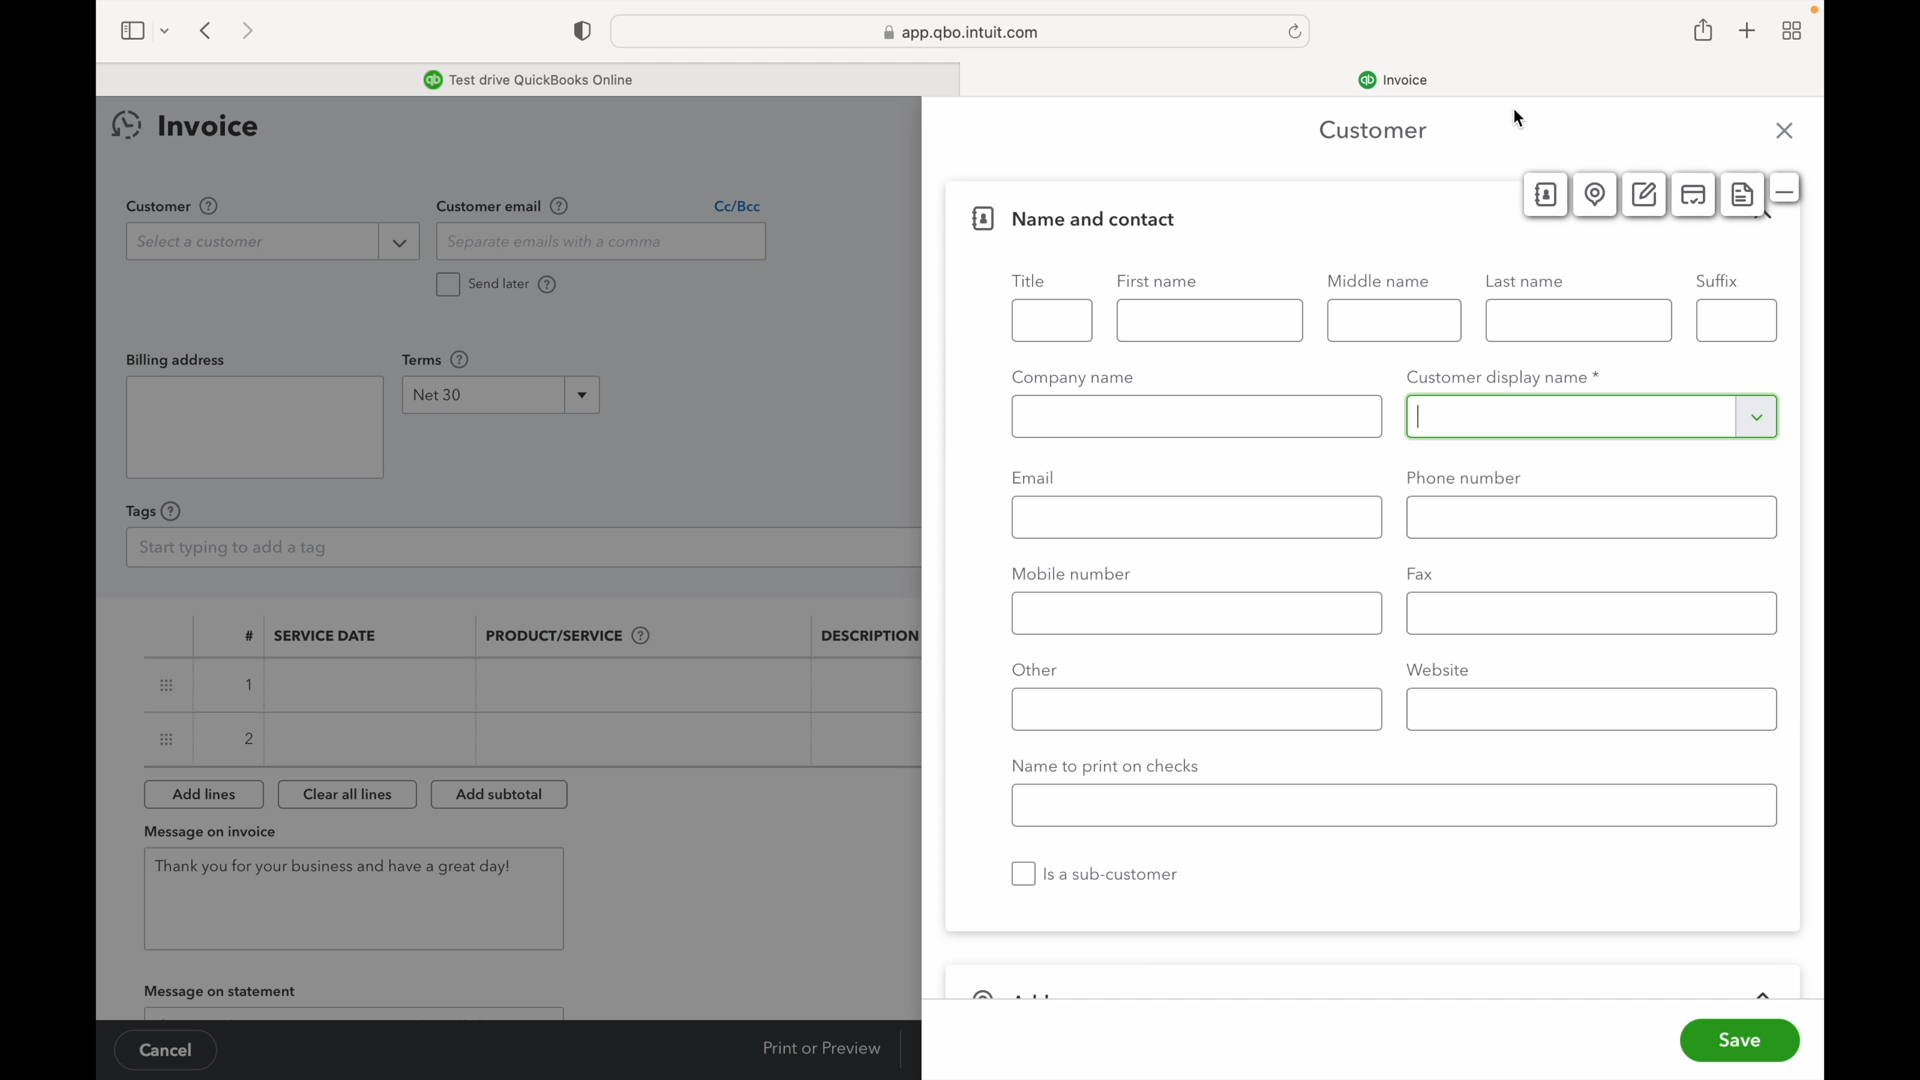 app.qbo.intuit.com
qb Test drive QuickBooks Online
qb Invoice
Invoice
Customer ?
Customer email ?
Cc/Bcc
Select a customer
Separate emails with a comma
Send later ?
Billing address
Terms ?
Net 30
Tags ?
Start typing to add a tag
# SERVICE DATE PRODUCT/SERVICE ? DESCRIPTION
1
2
Add lines
Clear all lines
Add subtotal
Message on invoice
Thank you for your business and have a great day!
Message on statement
Cancel
Print or Preview
Customer
Name and contact
Title First name Middle name Last name Suffix
Company name
Customer display name *
Email
Phone number
Mobile number
Fax
Other
Website
Name to print on checks
Is a sub-customer
Save